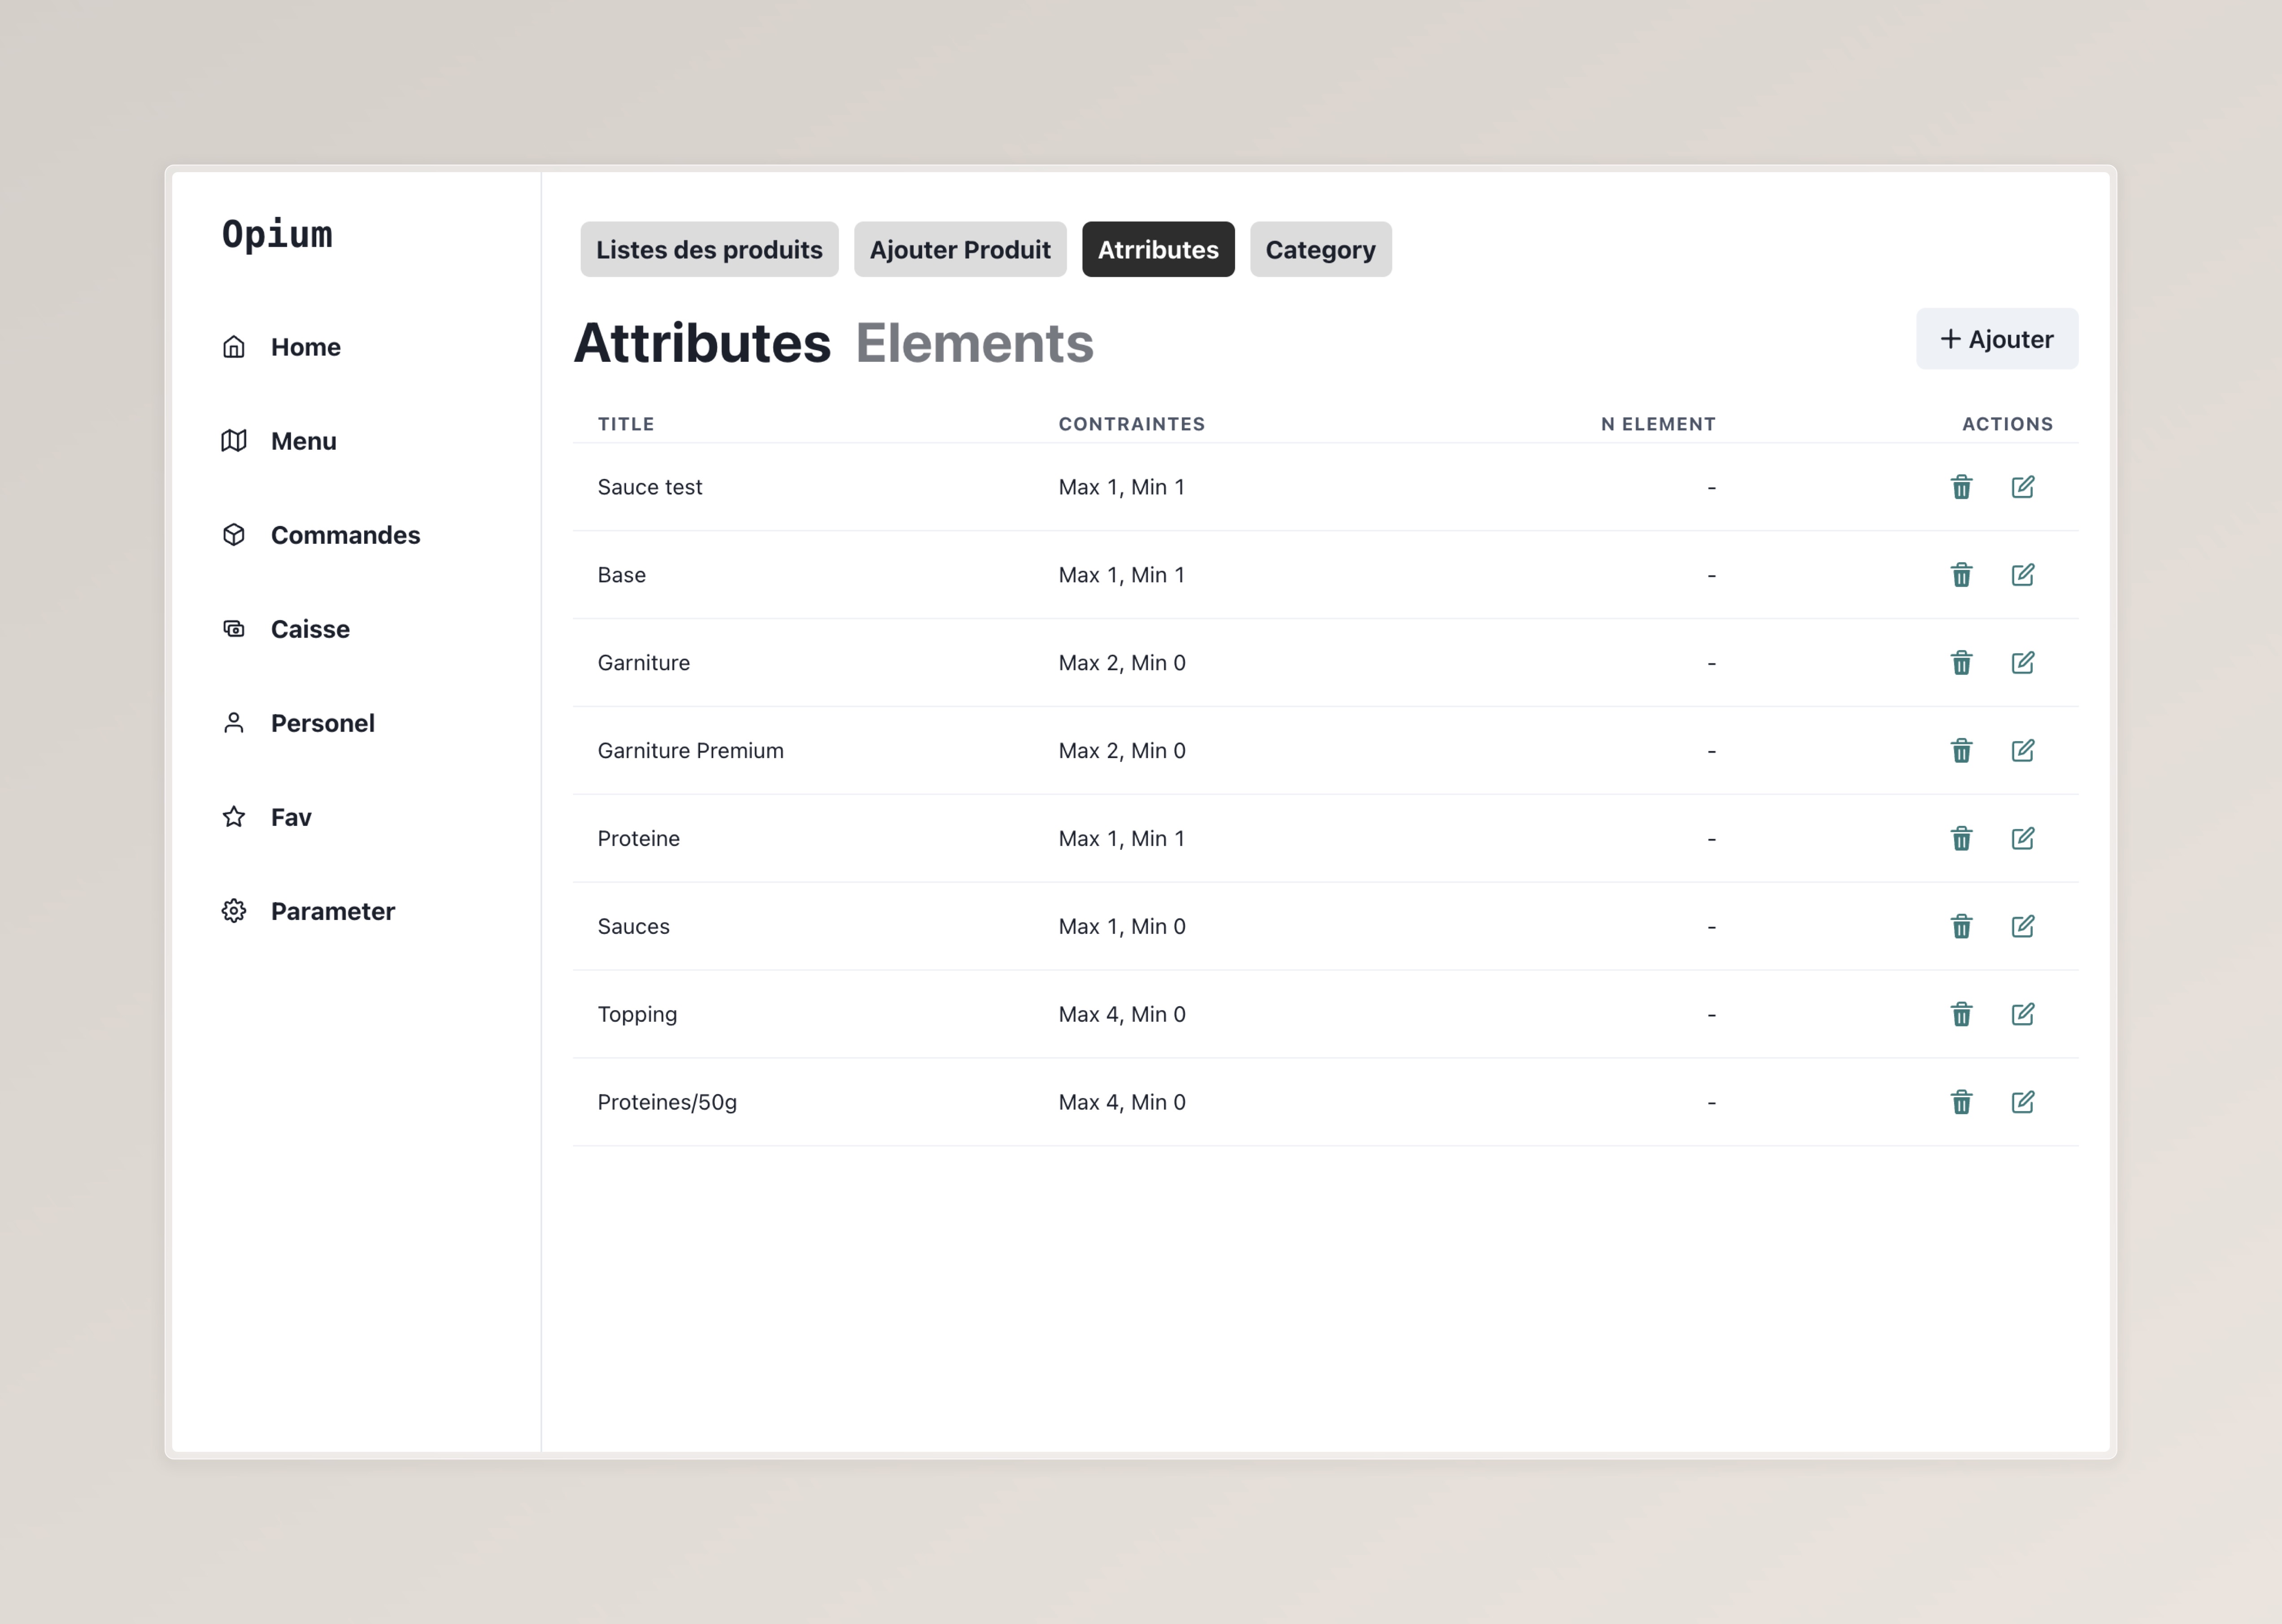 Opium
Home
Menu
Commandes
Caisse
Personel
Fav
Parameter
Listes des produits Ajouter Produit Atrributes Category
Attributes Elements
+ Ajouter
TITLE CONTRAINTES N ELEMENT ACTIONS
Sauce test Max 1, Min 1 -
Base Max 1, Min 1 -
Garniture Max 2, Min 0 -
Garniture Premium Max 2, Min 0 -
Proteine Max 1, Min 1 -
Sauces Max 1, Min 0 -
Topping Max 4, Min 0 -
Proteines/50g Max 4, Min 0 -